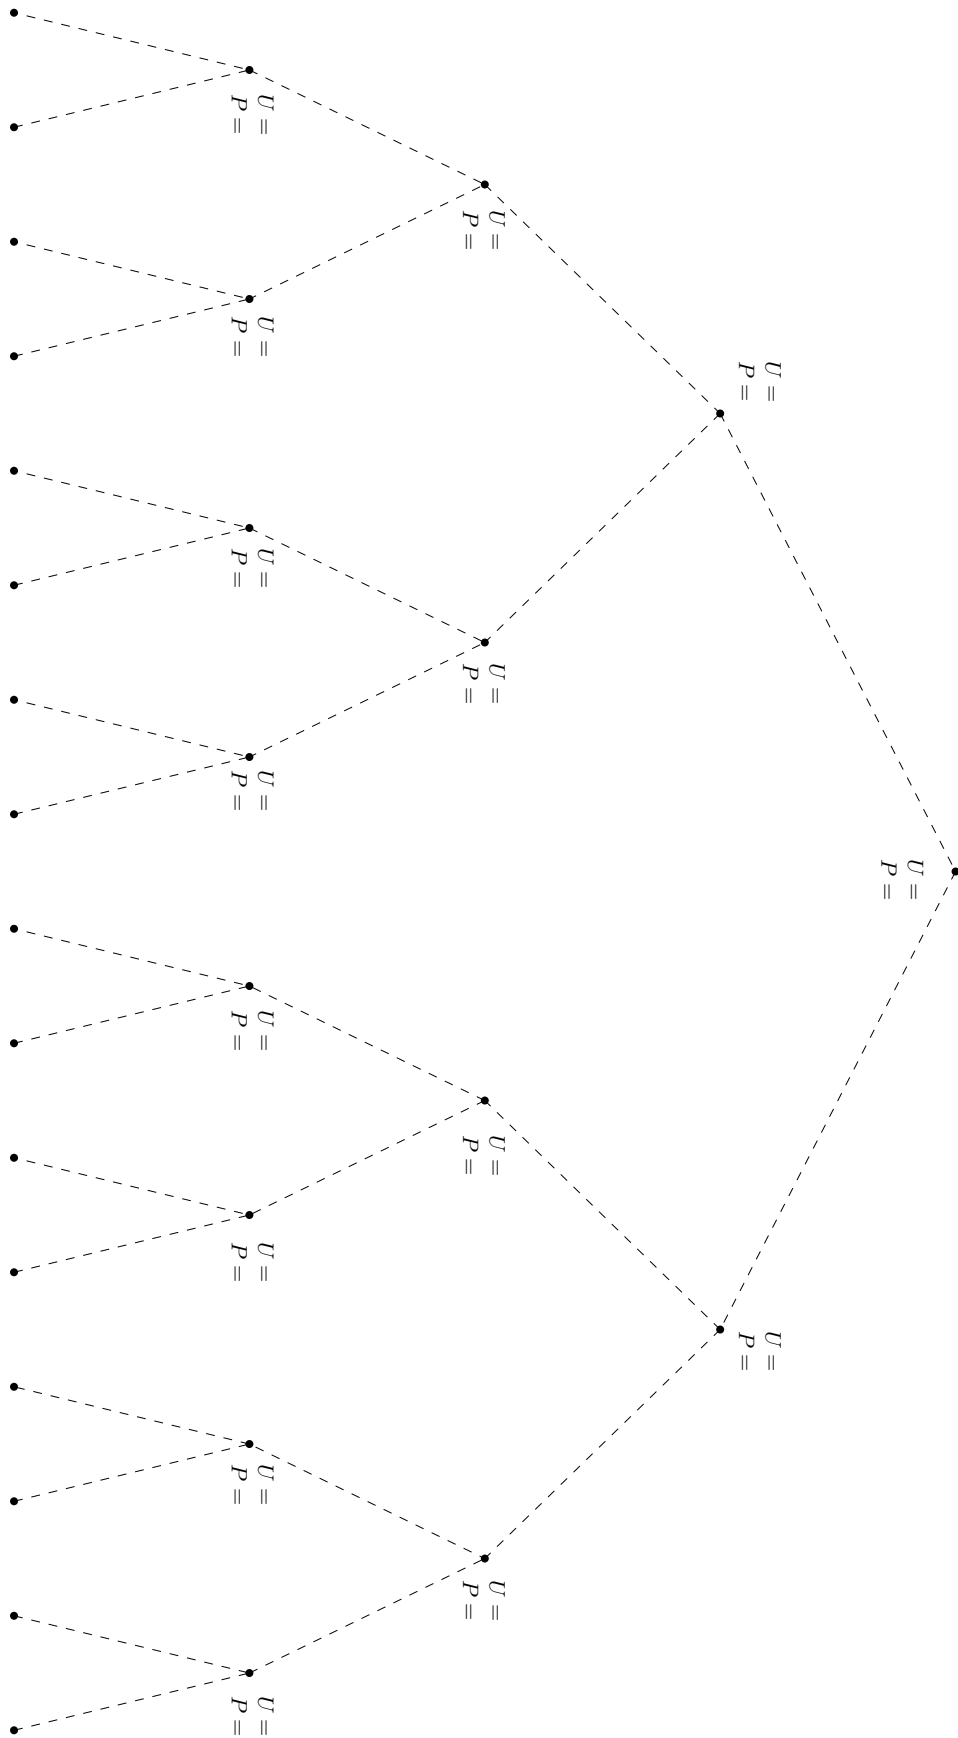 U =
P =
U =
P =
U =
P =
U =
P =
U =
P =
U =
P =
U =
P =
U =
P =
U =
P =
U =
P =
U =
P =
U =
P =
U =
P =
U =
P =
U =
P =